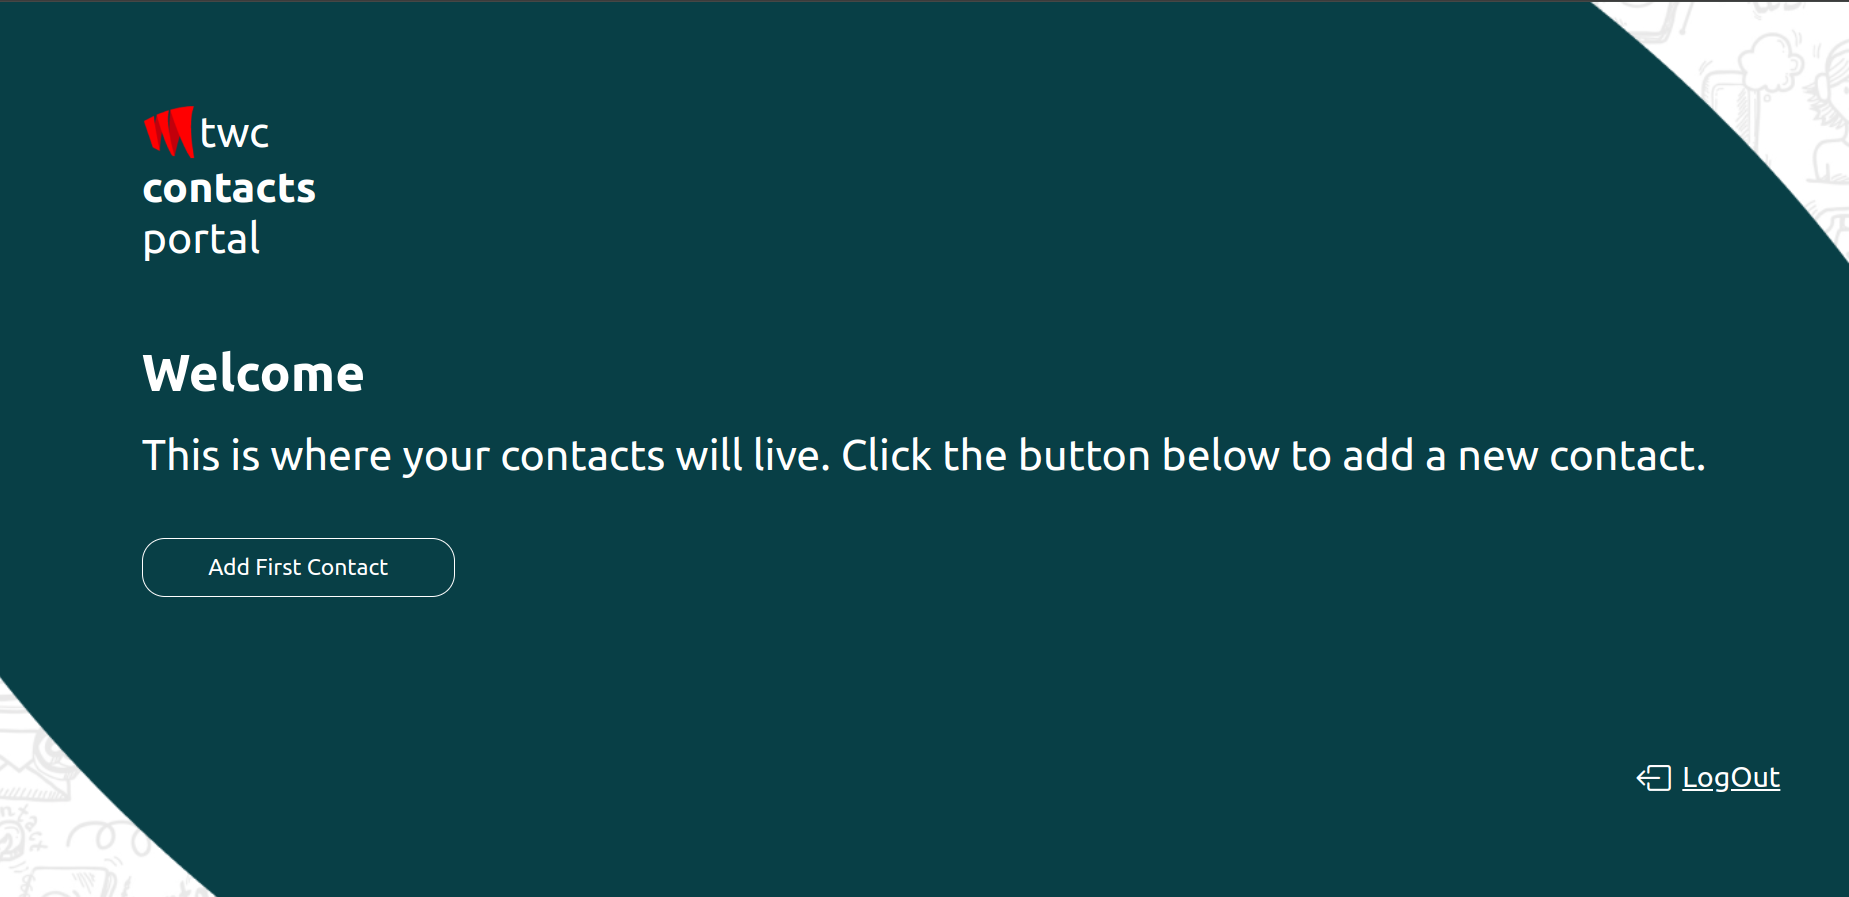 twc
contacts
portal
Welcome
This is where your contacts will live. Click the button below to add a new contact.
Add First Contact
LogOut